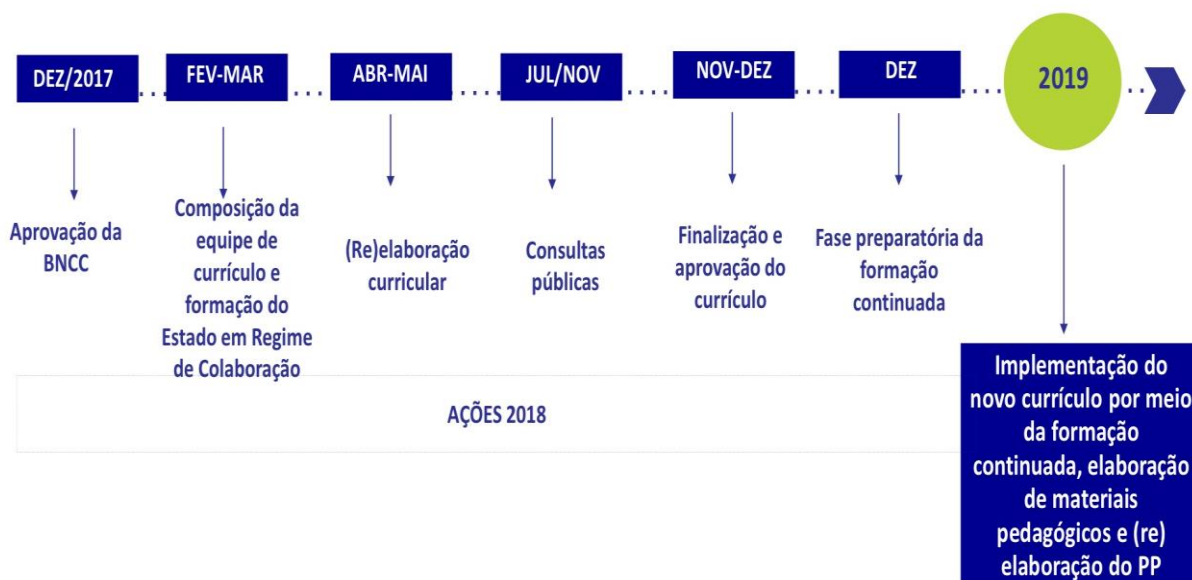 DEZ/2017
FEV-MAR
ABR-MAI
JUL/NOV
NOV-DEZ
DEZ
2019
Aprovação da
BNCC
Composição da
equipe de
currículo e
formação do
Estado em Regime
de Colaboração
(Re)elaboração
curricular
Consultas
públicas
Finalização e
aprovação do
currículo
Fase preparatória da
formação
continuada
Implementação do
novo currículo por meio
da formação
continuada, elaboração
de materiais
pedagógicos e (re)
elaboração do PP
AÇÕES 2018